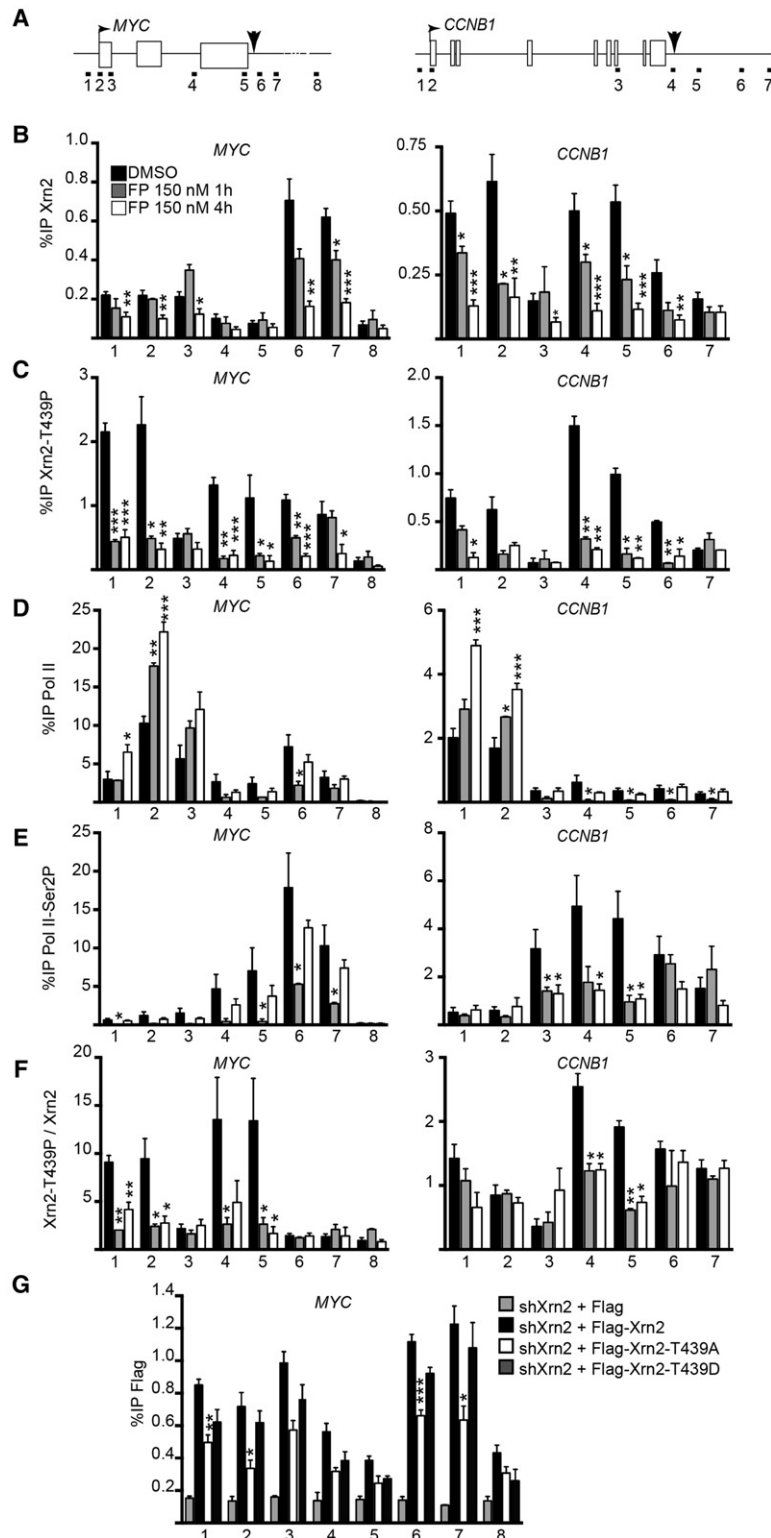 A
MYC
CCNB1
1 2 3 4 5 6 7 8
1 2 3 4 5 6 7
B
MYC
CCNB1
%IP Xrn2
1.0
0.8
0.6
0.4
0.2
DMSO
FP 150 nM 1h
FP 150 nM 4h
** ** * ** * ***
1 2 3 4 5 6 7 8
0.75
0.50
0.25
* *** * ** * * *** * *** **
1 2 3 4 5 6 7
C
MYC
CCNB1
%IP Xrn2-T439P
3
2
1
*** *** * ** ** *** * * ** ** *
1 2 3 4 5 6 7 8
2.0
1.5
1.0
0.5
* ** ** * ** ** *
1 2 3 4 5 6 7
D
MYC
CCNB1
%IP Pol II
25
20
15
10
5
* ** *** *
1 2 3 4 5 6 7 8
6
4
2
*** * *** * * * *
1 2 3 4 5 6 7
E
MYC
CCNB1
%IP Pol II-Ser2P
25
20
15
10
5
* * * *
1 2 3 4 5 6 7 8
8
6
4
2
* * * * *
1 2 3 4 5 6 7
F
MYC
CCNB1
Xrn2-T439P / Xrn2
20
15
10
5
** ** * * * * *
1 2 3 4 5 6 7 8
3
2
1
* * ** *
1 2 3 4 5 6 7
G
MYC
%IP Flag
1.4
1.2
1.0
0.8
0.6
0.4
0.2
shXrn2 + Flag
shXrn2 + Flag-Xrn2
shXrn2 + Flag-Xrn2-T439A
shXrn2 + Flag-Xrn2-T439D
** * *** *
1 2 3 4 5 6 7 8